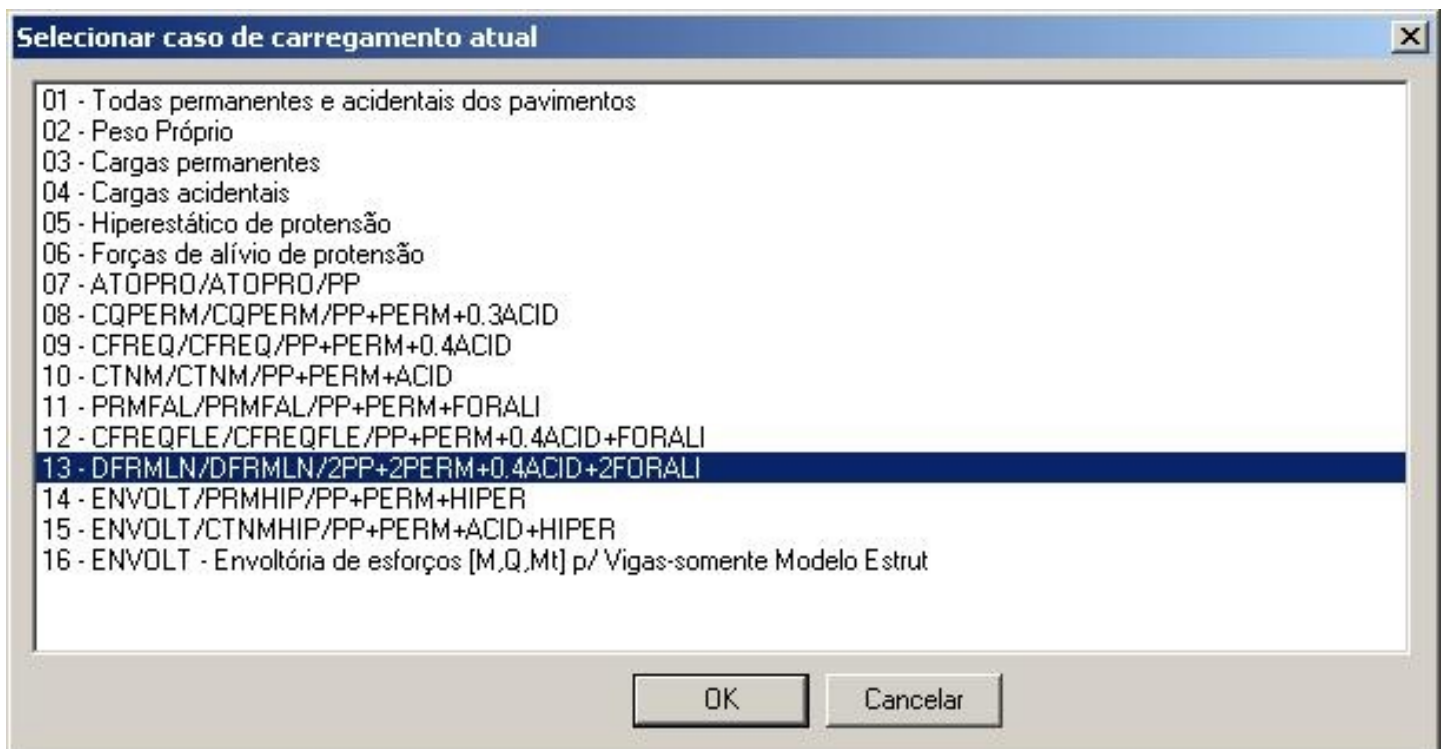 Selecionar caso de carregamento atual
01 - Todas permanentes e acidentais dos pavimentos
02 - Peso Próprio
03 - Cargas permanentes
04 - Cargas acidentais
05 - Hiperestático de protensão
06 - Forças de alívio de protensão
07 - ATOPRO/ATOPRO/PP
08 - CQPERM/CQPERM/PP+PERM+0.3ACID
09 - CFREQ/CFREQ/PP+PERM+0.4ACID
10 - CTNM/CTNM/PP+PERM+ACID
11 - PRMFAL/PRMFAL/PP+PERM+FORALI
12 - CFREQFLE/CFREQFLE/PP+PERM+0.4ACID+FORALI
13 - DFRMLN/DFRMLN/2PP+2PERM+0.4ACID+2FORALI
14 - ENVOLT/PRMHIP/PP+PERM+HIPER
15 - ENVOLT/CTNMHIP/PP+PERM+ACID+HIPER
16 - ENVOLT - Envoltória de esforços [M,Q,Mt] p/ Vigas-somente Modelo Estrut
OK Cancelar